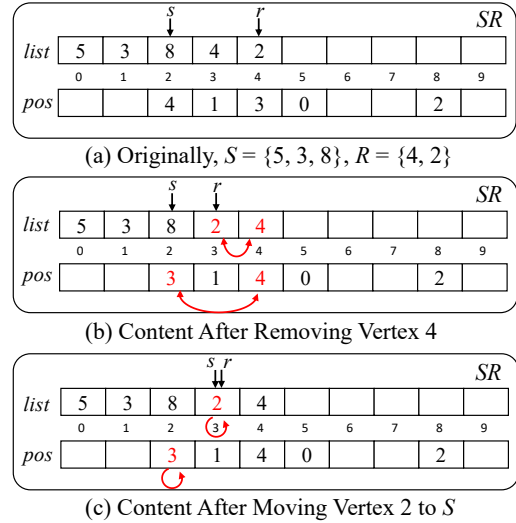 s r SR
list 5 3 8 4 2
0 1 2 3 4 5 6 7 8 9
pos 4 1 3 0 2
(a) Originally, S = {5, 3, 8}, R = {4, 2}
s r SR
list 5 3 8 2 4
0 1 2 3 4 5 6 7 8 9
pos 3 1 4 0 2
(b) Content After Removing Vertex 4
s r SR
list 5 3 8 2 4
0 1 2 3 4 5 6 7 8 9
pos 3 1 4 0 2
(c) Content After Moving Vertex 2 to S